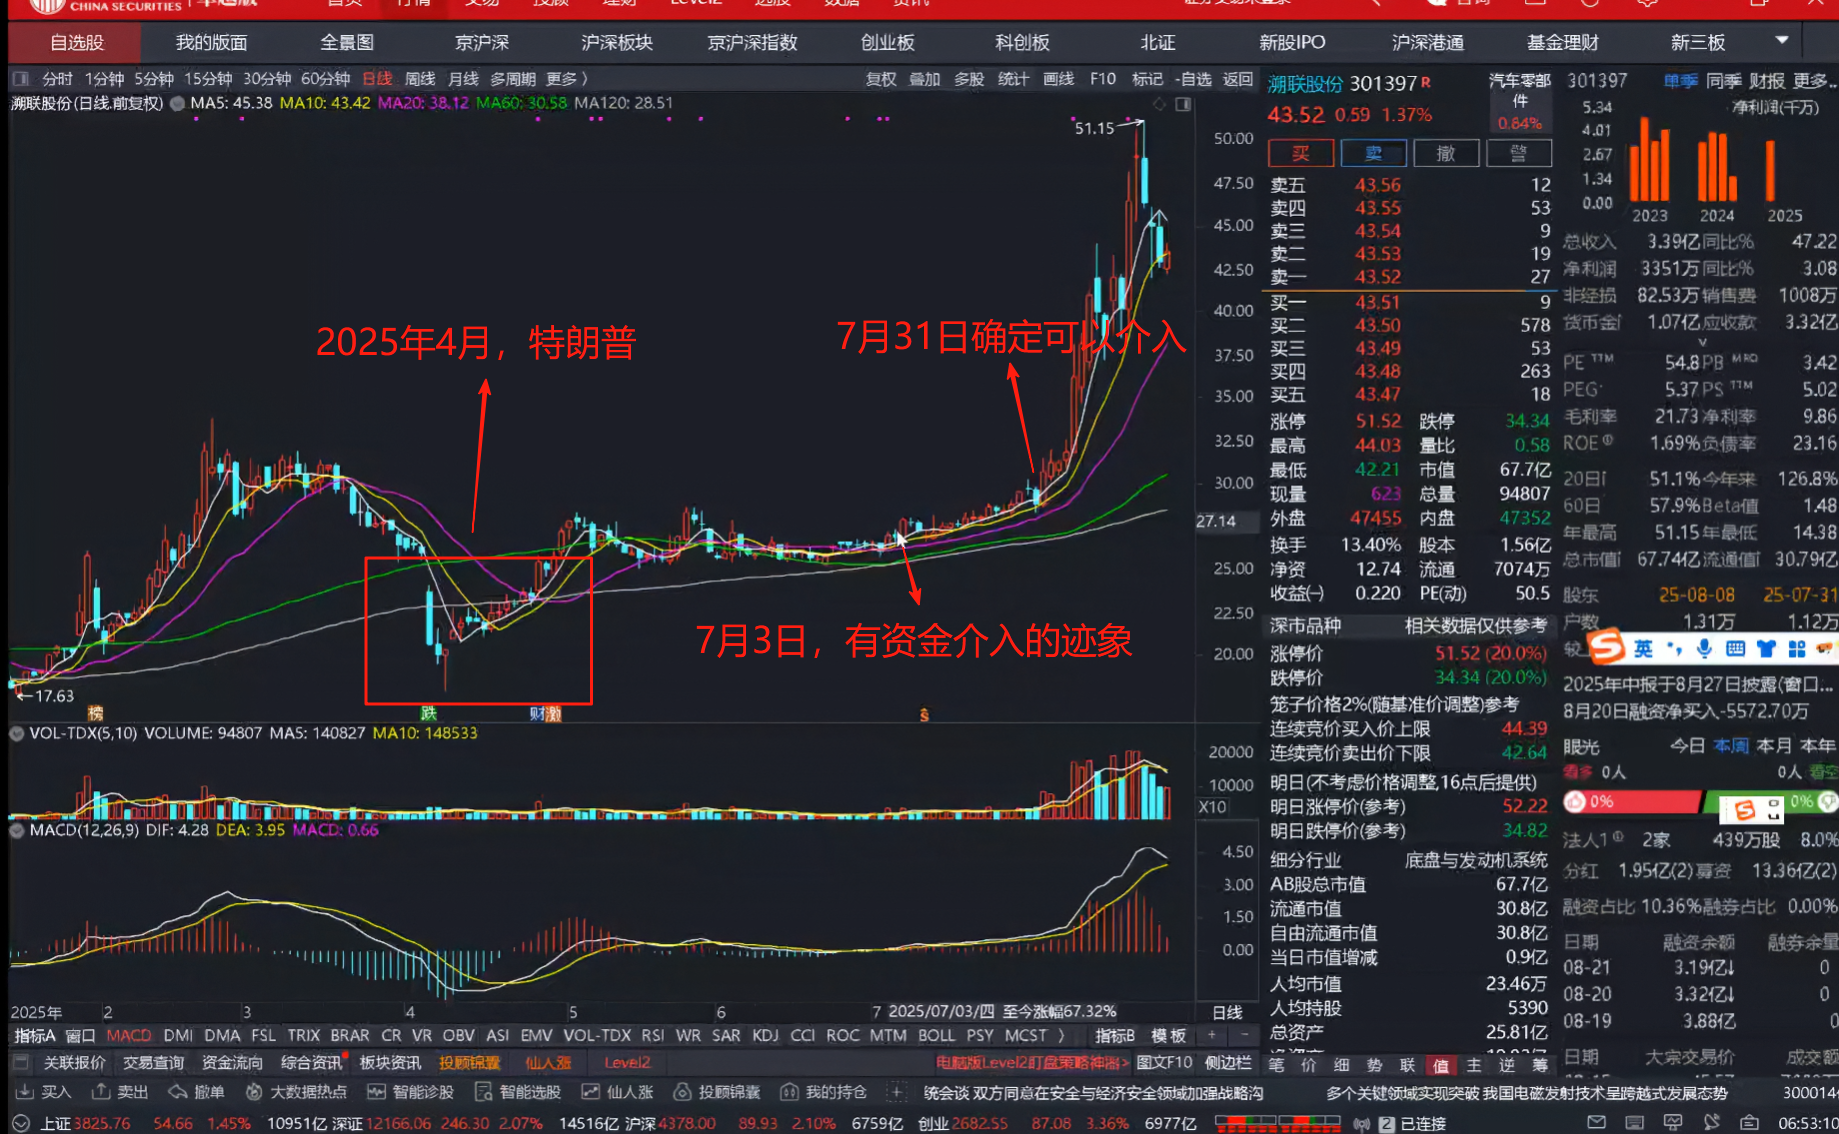 CHINA SECURITIES
自选股 我的版面 全景图 京沪深 沪深板块 京沪深指数 创业板 科创板 北证 新股IPO 沪深港通 基金理财 新三板
分时 1分钟 5分钟 15分钟 30分钟 60分钟 日线 周线 月线 多周期 更多 〉 复权 叠加 多股 统计 画线 F10 标记 -自选 返回
溯联股份(日线.前复权) MA5: 45.38 MA10: 43.42 MA20: 38.12 MA60: 30.58 MA120: 28.51
51.15
50.00
47.50
45.00
42.50
40.00
37.50
35.00
32.50
30.00
27.14
25.00
22.50
20.00
2025年4月，特朗普
7月31日确定可以介入
7月3日，有资金介入的迹象
←17.63
榜 跌 财 激 $
VOL-TDX(5,10) VOLUME: 94807 MA5: 140827 MA10: 148533
20000
10000
X10
MACD(12,26,9) DIF: 4.28 DEA: 3.95 MACD: 0.66
4.50
3.00
1.50
0.00
2025年 2 3 4 5 6 7 2025/07/03/四 至今涨幅67.32% 日线
指标A 窗口 MACD DMI DMA FSL TRIX BRAR CR VR OBV ASI EMV VOL-TDX RSI WR SAR KDJ CCI ROC MTM BOLL PSY MCST 〉 指标B 模板 + -
关联报价 交易查询 资金流向 综合资讯 板块资讯 投顾锦囊 仙人涨 Level2 电脑版Level2盯盘策略神器> 图文F10 侧边栏
溯联股份 301397 R 汽车零部件
43.52 0.59 1.37% 0.84%
买 卖 撤 警
卖五 43.56 12
卖四 43.55 53
卖三 43.54 9
卖二 43.53 19
卖一 43.52 27
买一 43.51 9
买二 43.50 578
买三 43.49 53
买四 43.48 263
买五 43.47 18
涨停 51.52 跌停 34.34
最高 44.03 量比 0.58
最低 42.21 市值 67.7亿
现量 623 总量 94807
外盘 47455 内盘 47352
换手 13.40% 股本 1.56亿
净资 12.74 流通 7074万
收益㈠ 0.220 PE(动) 50.5
深市品种 相关数据仅供参考
涨停价 51.52 (20.0%)
跌停价 34.34 (20.0%)
笼子价格2%(随基准价调整)参考
连续竞价买入价上限 44.39
连续竞价卖出价下限 42.64
明日(不考虑价格调整,16点后提供)
明日涨停价(参考) 52.22
明日跌停价(参考) 34.82
细分行业 底盘与发动机系统
AB股总市值 67.7亿
流通市值 30.8亿
自由流通市值 30.8亿
当日市值增减 0.9亿
人均市值 23.46万
人均持股 5390
总资产 25.81亿
笔 价 细 势 联 值 主 逆 筹
301397 单季 同季 财报 更多..
净利润(千万)
5.34
4.01
2.67
1.34
0.00
2023 2024 2025
总收入 3.39亿 同比% 47.22
净利润 3351万 同比% 3.08
非经损 82.53万 销售费 1008万
货币金 1.07亿 应收款 3.32亿
PE TTM 54.8 PB MRQ 3.42
PEG 5.37 PS TTM 5.02
毛利率 21.73 净利率 9.86
ROE 1.69% 负债率 23.16
20日 51.1% 今年来 126.8%
60日 57.9% Beta值 1.48
年最高 51.15 年最低 14.38
总市值 67.74亿 流通值 30.79亿
股东 25-08-08 25-07-31
户数 1.31万 1.12万
较上
英
2025年中报于8月27日披露(窗口...
8月20日融资净买入-5572.70万
眼光 今日 本周 本月 本年
看多 0人 0人 看空
0% 0%
法人1 2家 439万股 8.0%
分红 1.95亿(2) 募资 13.36亿(2)
融资占比 10.36% 融券占比 0.00%
日期 融资余额 融券余量
08-21 3.19亿↓ 0
08-20 3.32亿↓ 0
08-19 3.88亿 0
日期 大宗交易价 成交额
买入 卖出 撤单 大数据热点 智能诊股 智能选股 仙人涨 投顾锦囊 我的持仓 统会谈 双方同意在安全与经济安全领域加强战略沟 多个关键领域实现突破 我国电磁发射技术呈跨越式发展态势 300014
上证 3825.76 54.66 1.45% 10951亿 深证 12166.06 246.30 2.07% 14516亿 沪深 4378.00 89.93 2.10% 6759亿 创业 2682.55 87.08 3.36% 6977亿 2 已连接 06:53:10